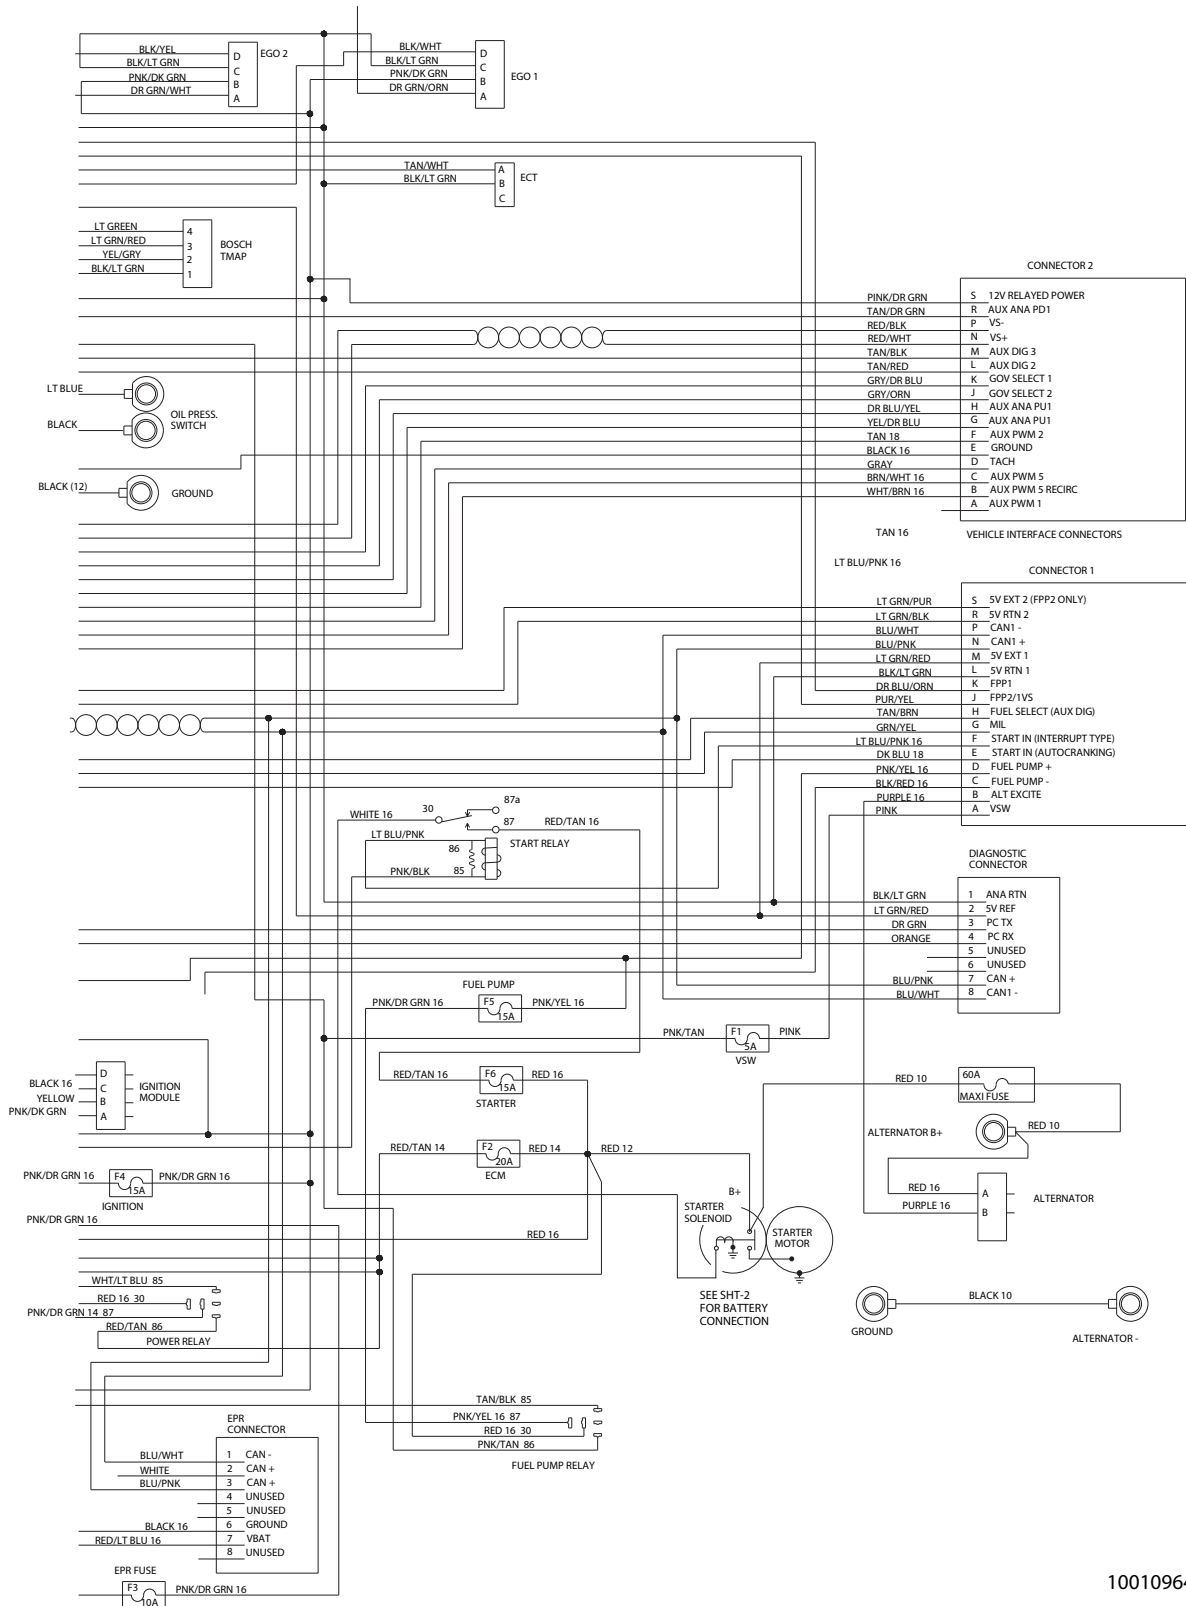 BLK/YEL
BLK/LT GRN
PNK/DK GRN
DR GRN/WHT
D
C
B
A
EGO 2
BLK/WHT
BLK/LT GRN
PNK/DK GRN
DR GRN/ORN
D
C
B
A
EGO 1
TAN/WHT
BLK/LT GRN
A
B
C
ECT
LT GREEN
LT GRN/RED
YEL/GRY
BLK/LT GRN
4
3
2
1
BOSCH
TMAP
CONNECTOR 2
PINK/DR GRN S 12V RELAYED POWER
TAN/DR GRN R AUX ANA PD1
RED/BLK P VS-
RED/WHT N VS+
TAN/BLK M AUX DIG 3
TAN/RED L AUX DIG 2
GRY/DR BLU K GOV SELECT 1
GRY/ORN J GOV SELECT 2
DR BLU/YEL H AUX ANA PU1
YEL/DR BLU G AUX ANA PU1
TAN 18 F AUX PWM 2
BLACK 16 E GROUND
GRAY D TACH
BRN/WHT 16 C AUX PWM 5
WHT/BRN 16 B AUX PWM 5 RECIRC
A AUX PWM 1
TAN 16
VEHICLE INTERFACE CONNECTORS
LT BLU/PNK 16
LT BLUE
BLACK
OIL PRESS.
SWITCH
BLACK (12)
GROUND
CONNECTOR 1
LT GRN/PUR S 5V EXT 2 (FPP2 ONLY)
LT GRN/BLK R 5V RTN 2
BLU/WHT P CAN1 -
BLU/PNK N CAN1 +
LT GRN/RED M 5V EXT 1
BLK/LT GRN L 5V RTN 1
DR BLU/ORN K FPP1
PUR/YEL J FPP2/1VS
TAN/BRN H FUEL SELECT (AUX DIG)
GRN/YEL G MIL
LT BLU/PNK 16 F START IN (INTERRUPT TYPE)
DK BLU 18 E START IN (AUTOCRANKING)
PNK/YEL 16 D FUEL PUMP +
BLK/RED 16 C FUEL PUMP -
PURPLE 16 B ALT EXCITE
PINK A VSW
WHITE 16
30
87a
87
RED/TAN 16
LT BLU/PNK
86
START RELAY
PNK/BLK
85
DIAGNOSTIC
CONNECTOR
BLK/LT GRN 1 ANA RTN
LT GRN/RED 2 5V REF
DR GRN 3 PC TX
ORANGE 4 PC RX
5 UNUSED
6 UNUSED
BLU/PNK 7 CAN +
BLU/WHT 8 CAN1 -
FUEL PUMP
PNK/DR GRN 16 F5 15A PNK/YEL 16
PNK/TAN F1 5A PINK
VSW
RED/TAN 16 F6 15A RED 16
STARTER
RED/TAN 14 F2 20A RED 14 RED 12
ECM
BLACK 16
YELLOW
PNK/DK GRN
D
C
B
A
IGNITION
MODULE
PNK/DR GRN 16 F4 15A PNK/DR GRN 16
IGNITION
PNK/DR GRN 16
RED 16
RED 10
60A
MAXI FUSE
ALTERNATOR B+
RED 10
RED 16
PURPLE 16
A
B
ALTERNATOR
B+
STARTER
SOLENOID
STARTER
MOTOR
SEE SHT-2
FOR BATTERY
CONNECTION
GROUND
BLACK 10
ALTERNATOR -
WHT/LT BLU 85
RED 16 30
PNK/DR GRN 14 87
RED/TAN 86
POWER RELAY
TAN/BLK 85
PNK/YEL 16 87
RED 16 30
PNK/TAN 86
FUEL PUMP RELAY
EPR
CONNECTOR
BLU/WHT 1 CAN -
WHITE 2 CAN +
BLU/PNK 3 CAN +
4 UNUSED
5 UNUSED
BLACK 16 6 GROUND
RED/LT BLU 16 7 VBAT
8 UNUSED
EPR FUSE
F3 10A PNK/DR GRN 16
10010964